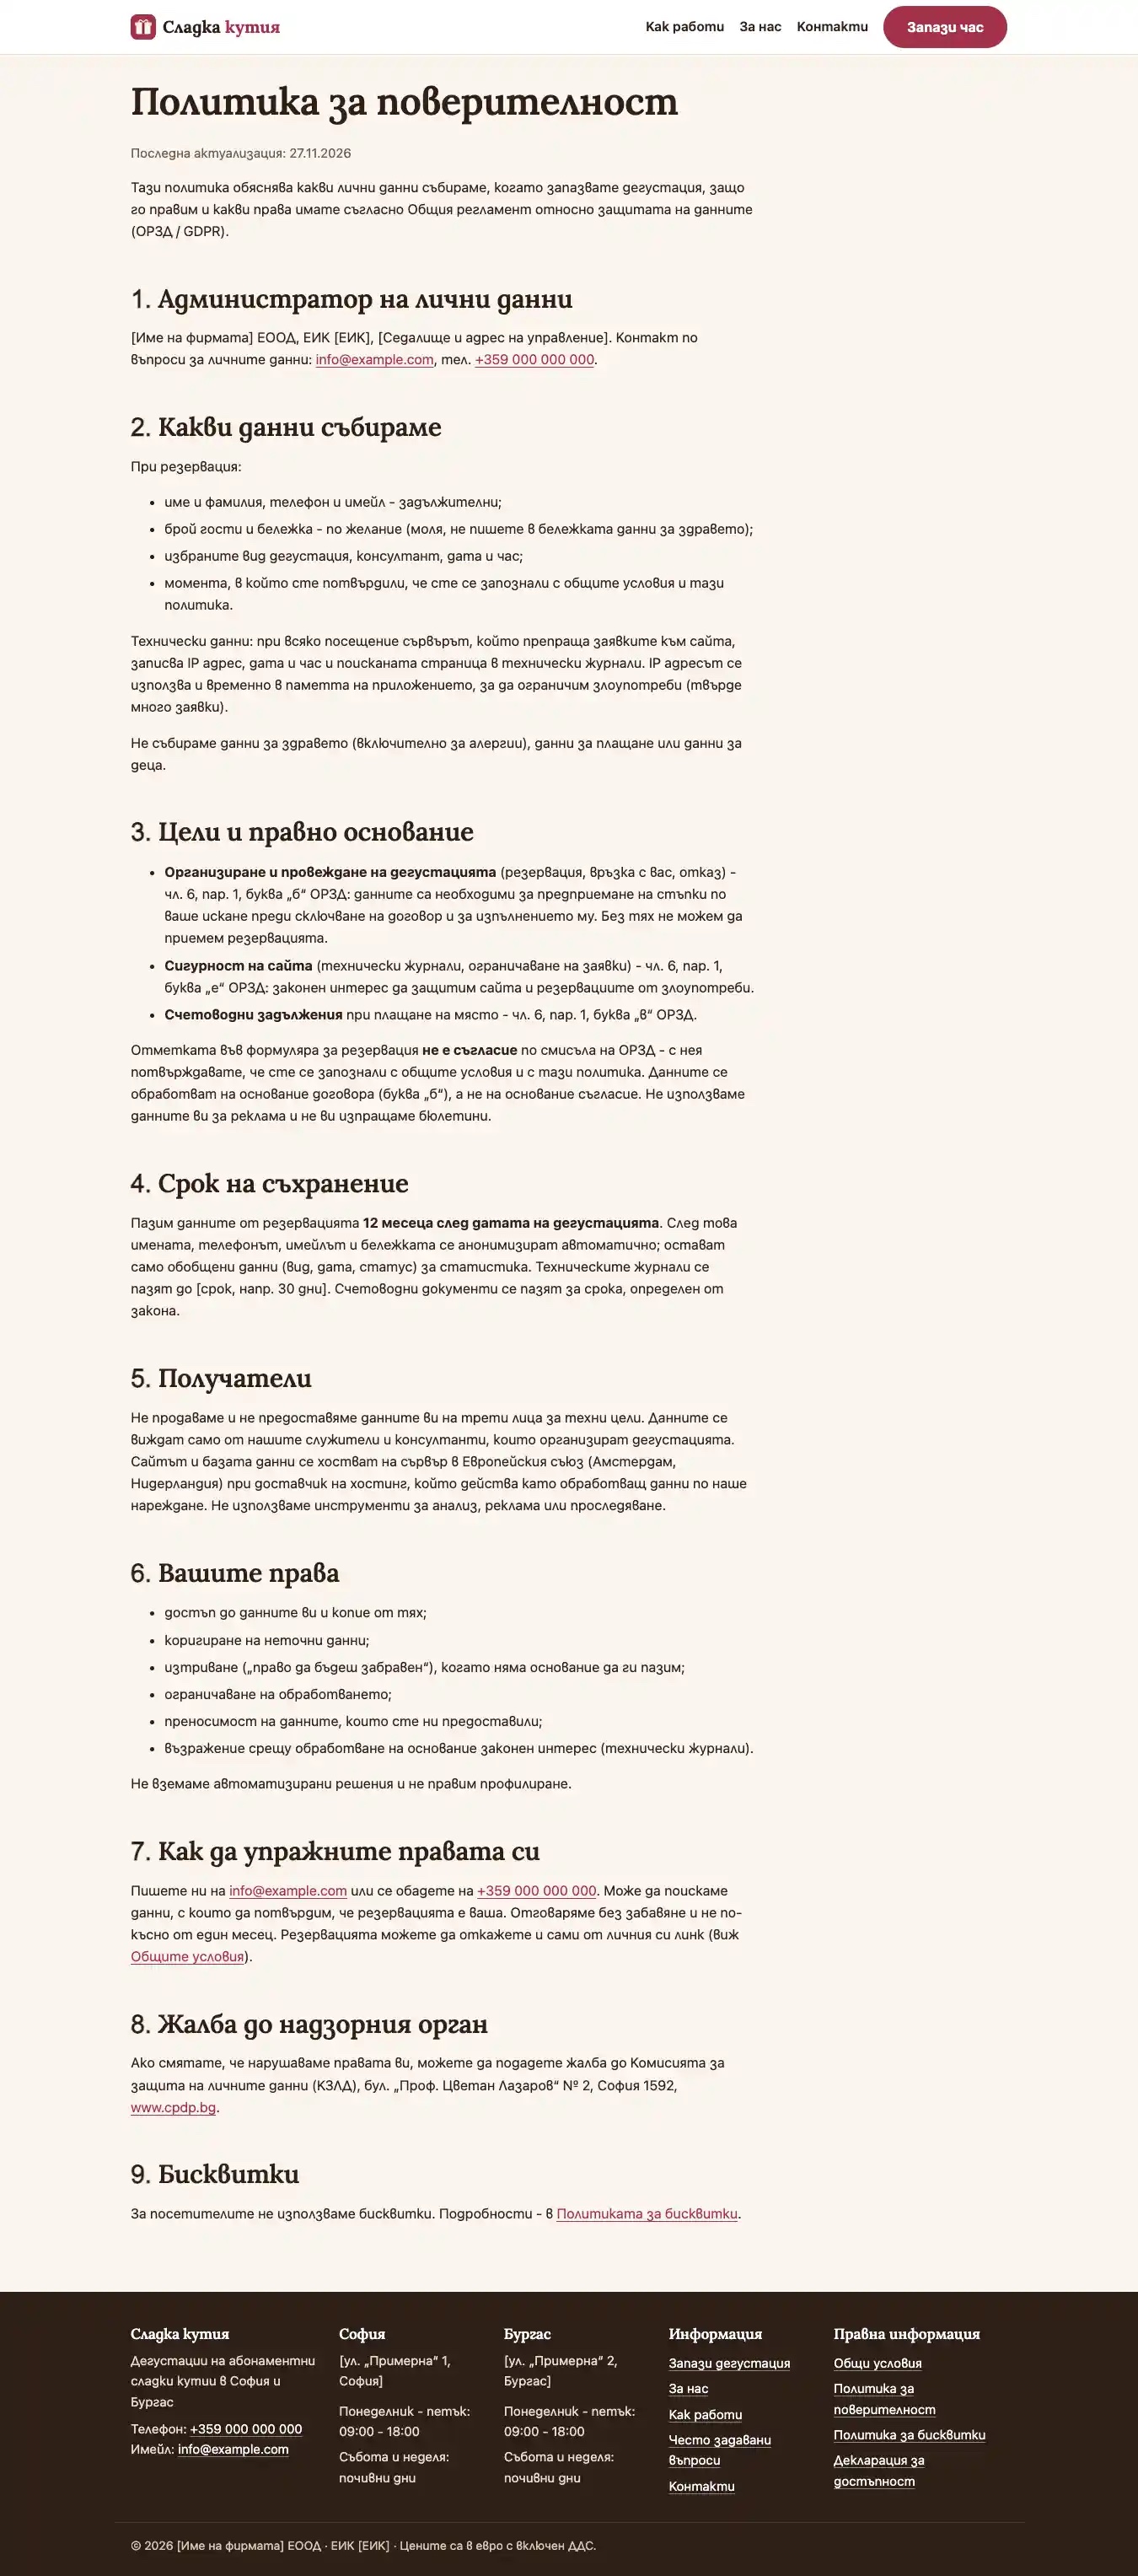 Сладка кутия
Как работи За нас Контакти Запази час
Политика за поверителност
Последна актуализация: 27.11.2026
Тази политика обяснява какви лични данни събираме, когато запазвате дегустация, защо
го правим и какви права имате съгласно Общия регламент относно защитата на данните
(ОРЗД / GDPR).
1. Администратор на лични данни
[Име на фирмата] ЕООД, ЕИК [ЕИК], [Седалище и адрес на управление]. Контакт по
въпроси за личните данни: info@example.com, тел. +359 000 000 000.
2. Какви данни събираме
При резервация:
• име и фамилия, телефон и имейл - задължителни;
• брой гости и бележка - по желание (моля, не пишете в бележката данни за здравето);
• избраните вид дегустация, консултант, дата и час;
• момента, в който сте потвърдили, че сте се запознали с общите условия и тази
политика.
Технически данни: при всяко посещение сървърът, който препраща заявките към сайта,
записва IP адрес, дата и час и поисканата страница в технически журнали. IP адресът се
използва и временно в паметта на приложението, за да ограничим злоупотреби (твърде
много заявки).
Не събираме данни за здравето (включително за алергии), данни за плащане или данни за
деца.
3. Цели и правно основание
• Организиране и провеждане на дегустацията (резервация, връзка с вас, отказ) -
чл. 6, пар. 1, буква „б“ ОРЗД: данните са необходими за предприемане на стъпки по
ваше искане преди сключване на договор и за изпълнението му. Без тях не можем да
приемем резервацията.
• Сигурност на сайта (технически журнали, ограничаване на заявки) - чл. 6, пар. 1,
буква „е“ ОРЗД: законен интерес да защитим сайта и резервациите от злоупотреби.
• Счетоводни задължения при плащане на място - чл. 6, пар. 1, буква „в“ ОРЗД.
Отметката във формуляра за резервация не е съгласие по смисъла на ОРЗД - с нея
потвърждавате, че сте се запознали с общите условия и с тази политика. Данните се
обработват на основание договора (буква „б“), а не на основание съгласие. Не използваме
данните ви за реклама и не ви изпращаме бюлетини.
4. Срок на съхранение
Пазим данните от резервацията 12 месеца след датата на дегустацията. След това
имената, телефонът, имейлът и бележката се анонимизират автоматично; остават
само обобщени данни (вид, дата, статус) за статистика. Техническите журнали се
пазят до [срок, напр. 30 дни]. Счетоводни документи се пазят за срока, определен от
закона.
5. Получатели
Не продаваме и не предоставяме данните ви на трети лица за техни цели. Данните се
виждат само от нашите служители и консултанти, които организират дегустацията.
Сайтът и базата данни се хостват на сървър в Европейския съюз (Амстердам,
Нидерландия) при доставчик на хостинг, който действа като обработващ данни по наше
нареждане. Не използваме инструменти за анализ, реклама или проследяване.
6. Вашите права
• достъп до данните ви и копие от тях;
• коригиране на неточни данни;
• изтриване („право да бъдеш забравен“), когато няма основание да ги пазим;
• ограничаване на обработването;
• преносимост на данните, които сте ни предоставили;
• възражение срещу обработване на основание законен интерес (технически журнали).
Не вземаме автоматизирани решения и не правим профилиране.
7. Как да упражните правата си
Пишете ни на info@example.com или се обадете на +359 000 000 000. Може да поискаме
данни, с които да потвърдим, че резервацията е ваша. Отговаряме без забавяне и не по-
късно от един месец. Резервацията можете да откажете и сами от личния си линк (виж
Общите условия).
8. Жалба до надзорния орган
Ако смятате, че нарушаваме правата ви, можете да подадете жалба до Комисията за
защита на личните данни (КЗЛД), бул. „Проф. Цветан Лазаров“ № 2, София 1592,
www.cpdp.bg.
9. Бисквитки
За посетителите не използваме бисквитки. Подробности - в Политиката за бисквитки.
Сладка кутия
Дегустации на абонаментни
сладки кутии в София и
Бургас
Телефон: +359 000 000 000
Имейл: info@example.com
София
[ул. „Примерна“ 1,
София]
Понеделник - петък:
09:00 - 18:00
Събота и неделя:
почивни дни
Бургас
[ул. „Примерна“ 2,
Бургас]
Понеделник - петък:
09:00 - 18:00
Събота и неделя:
почивни дни
Информация
Запази дегустация
За нас
Как работи
Често задавани
въпроси
Контакти
Правна информация
Общи условия
Политика за
поверителност
Политика за бисквитки
Декларация за
достъпност
© 2026 [Име на фирмата] ЕООД · ЕИК [ЕИК] · Цените са в евро с включен ДДС.